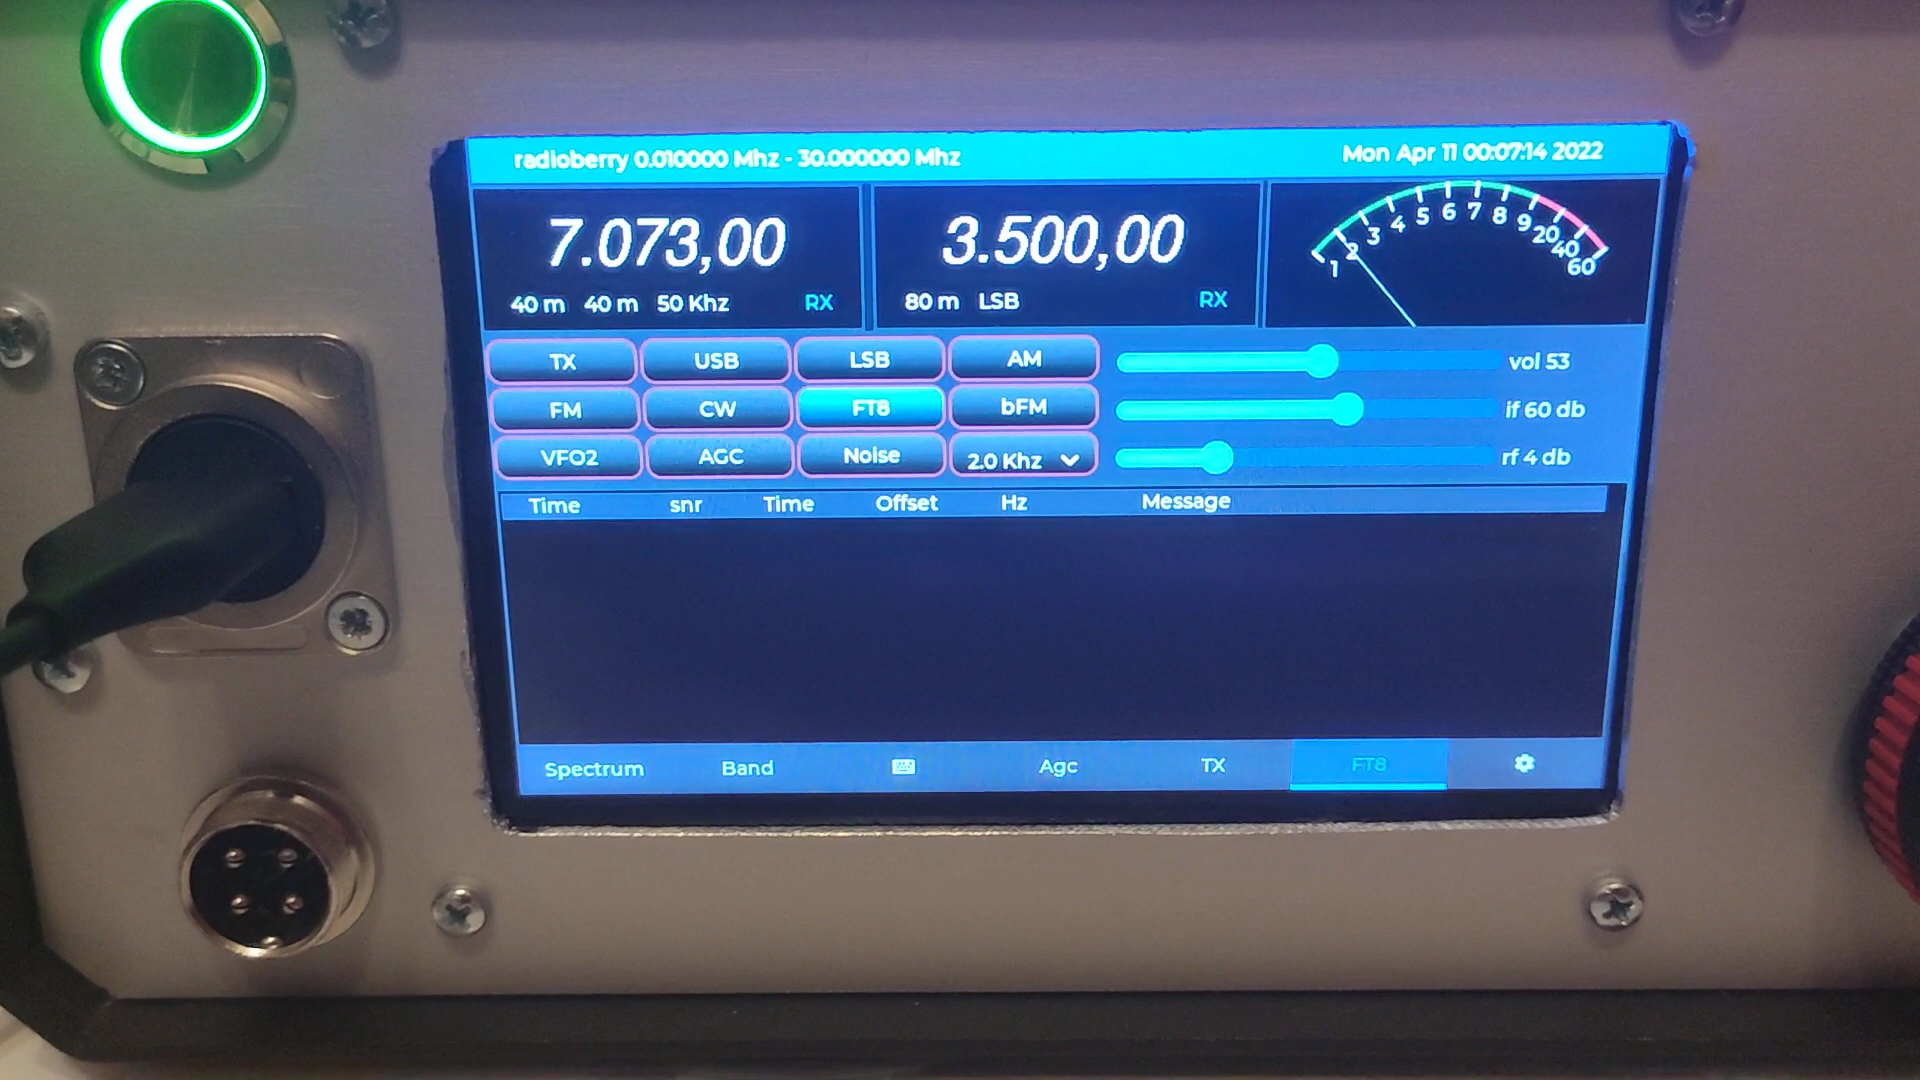 radioberry 0.010000 Mhz - 30.000000 Mhz Mon Apr 11 00:07:14 2022
7.073,00 3.500,00
40 m 40 m 50 Khz RX 80 m LSB RX
1 2 3 4 5 6 7 8 9 20 40 60
TX USB LSB AM vol 53
FM CW FT8 bFM if 60 db
VFO2 AGC Noise 2.0 Khz rf 4 db
Time snr Time Offset Hz Message
Spectrum Band Agc TX FT8